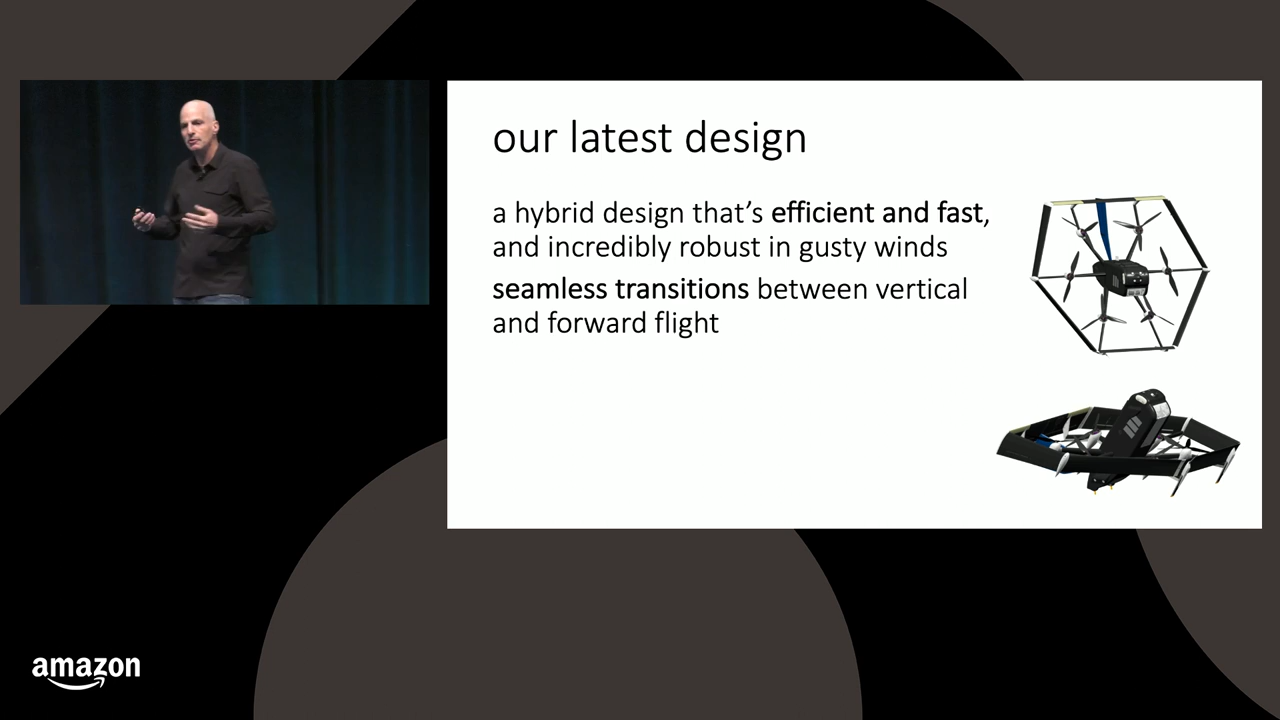 our latest design
a hybrid design that’s efficient and fast,
and incredibly robust in gusty winds
seamless transitions between vertical
and forward flight
amazon